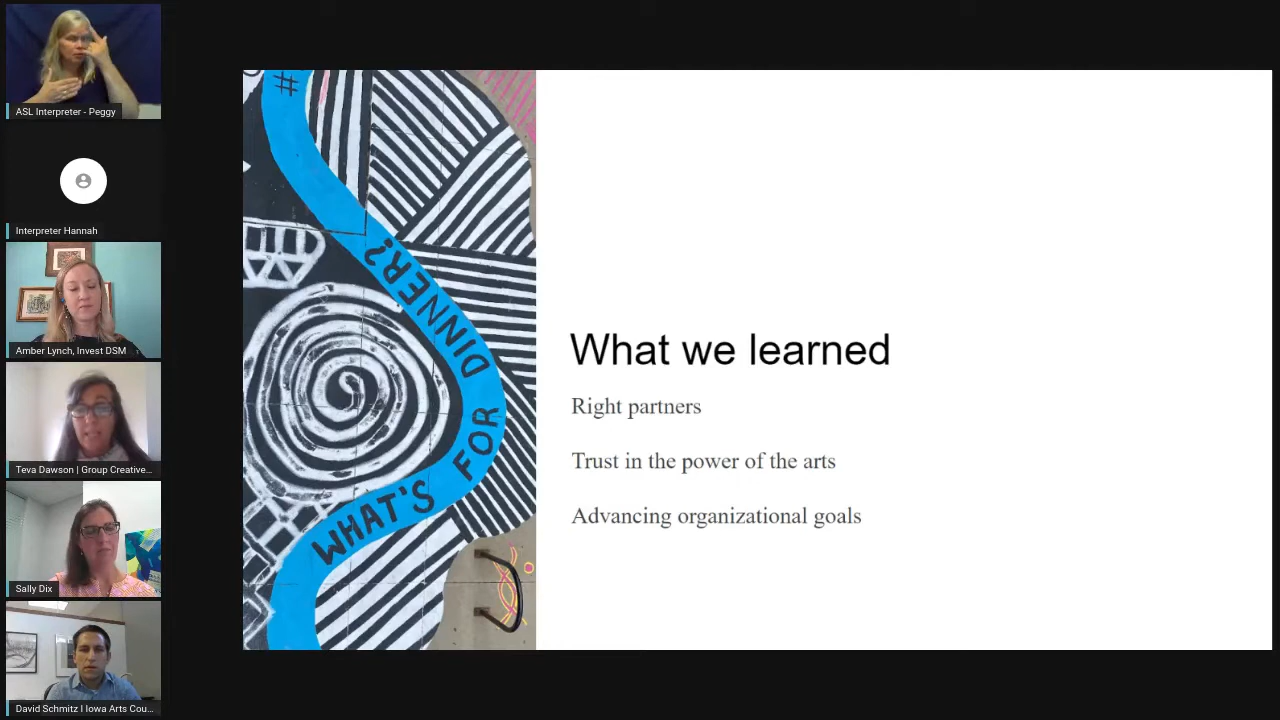 ASL Interpreter - Peggy
Interpreter Hannah
Amber Lynch, Invest DSM
Teva Dawson | Group Creative...
Sally Dix
David Schmitz I Iowa Arts Cou...
#
WHAT'S FOR DINNER?
What we learned
Right partners
Trust in the power of the arts
Advancing organizational goals